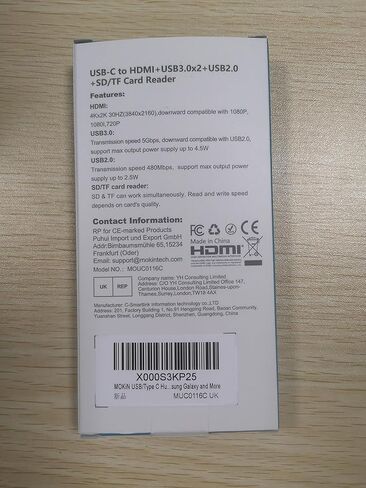 USB-C to HDMI+USB3.0x2+USB2.0
+SD/TF Card Reader
Features:
HDMI:
4Kx2K 30HZ(3840x2160),downward compatible with 1080P,
1080I,720P
USB3.0:
Transmission speed 5Gbps, downward compatible with USB2.0,
support max output power supply up to 4.5W
USB2.0:
Transmission speed 480Mbps, support max output power
supply up to 2.5W
SD/TF card reader:
SD & TF can work simultaneously. Read and write speed
depends on card's quality.
Contact Information:
RP for CE-marked Products
Puhui Import und Export GmbH
Addr:Birnbaumsmühle 65,15234
Frankfurt (Oder)
Email: support@mokintech.com
Model NO.: MOUC0116C
CE
Made in China
HDMI
UK REP
Company name: YH Consulting Limited
Address: C/O YH Consulting Limited Office 147,
Centurion House,London Road,Staines-upon-
Thames,Surrey,London,TW18 4AX
Manufacturer: C-Smartlink information technology co.,LTD
Address: 201, Factory Building 1, No.91 Hengping Road, Baoan Community,
Yuanshan Street, Longgang District, Shenzhen, Guangdong, China
X000S3KP25
MOKiN USB/Type C Hu...sung Galaxy and More
新品 MUC0116C UK